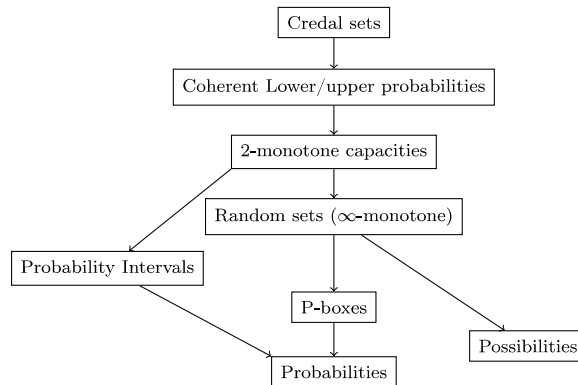 Credal sets
Coherent Lower/upper probabilities
2-monotone capacities
Random sets (∞-monotone)
Probability Intervals
P-boxes
Possibilities
Probabilities